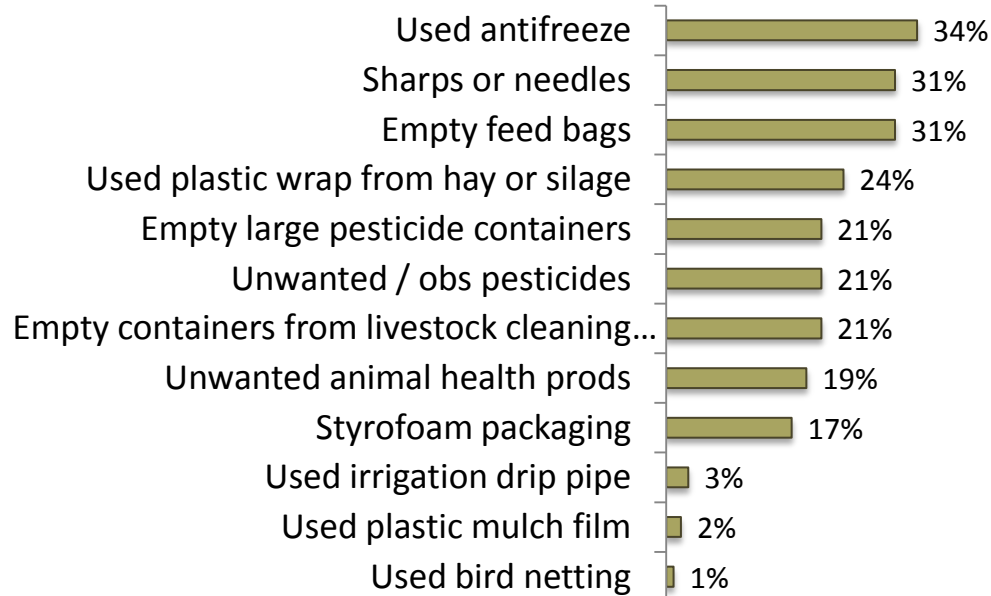 Used antifreeze 34%
Sharps or needles 31%
Empty feed bags 31%
Used plastic wrap from hay or silage 24%
Empty large pesticide containers 21%
Unwanted / obs pesticides 21%
Empty containers from livestock cleaning... 21%
Unwanted animal health prods 19%
Styrofoam packaging 17%
Used irrigation drip pipe 3%
Used plastic mulch film 2%
Used bird netting 1%